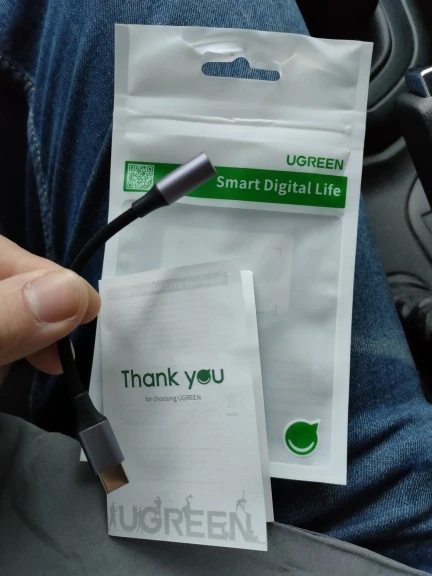 UGREEN
Smart Digital Life
Thank you
for choosing UGREEN
UGREEN